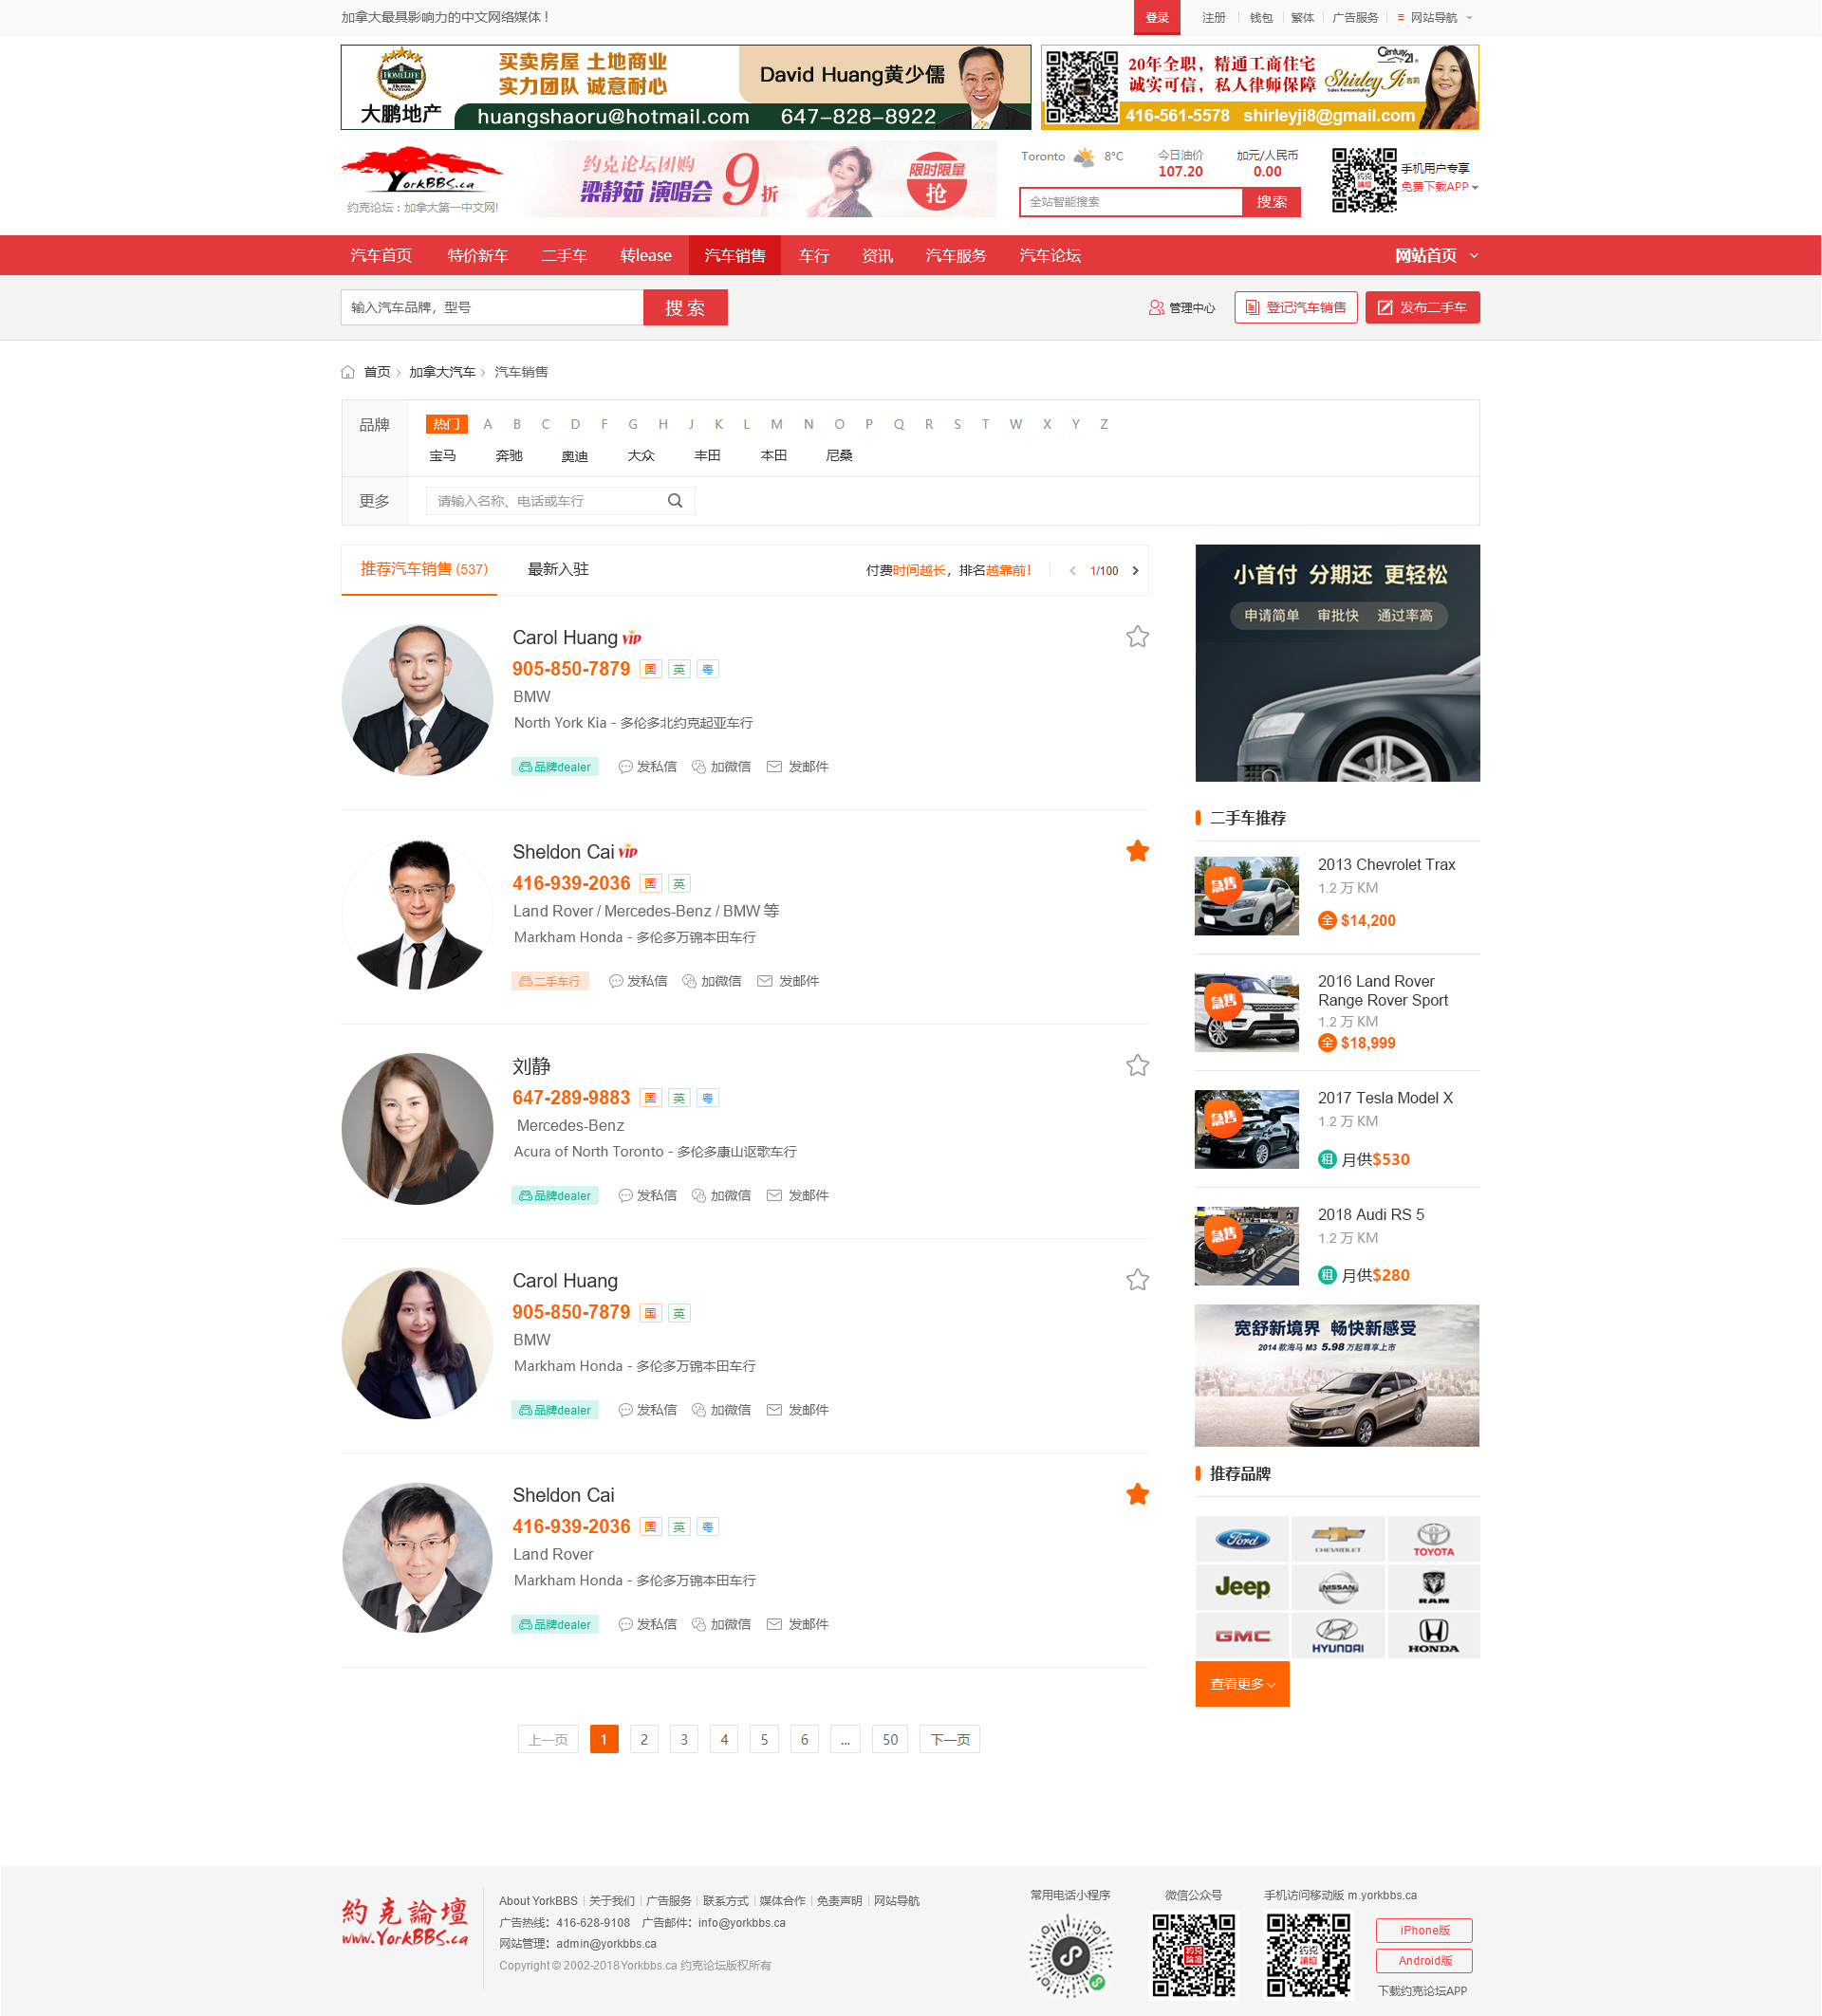 加拿大最具影响力的中文网络媒体！
登录 注册 钱包 繁体 广告服务 网站导航
HOMELIFE
大鹏地产
买卖房屋 土地商业
实力团队 诚意耐心
David Huang黄少儒
huangshaoru@hotmail.com 647-828-8922
20年全职，精通工商住宅
诚实可信，私人律师保障
Century 21
Shirley Ji 吉莉
Sales Representative
416-561-5578 shirleyji8@gmail.com
YorkBBS.ca
约克论坛：加拿大第一中文网!
约克论坛团购
梁静茹 演唱会 9折
限时限量
抢
Toronto 8°C
今日油价
107.20
加元/人民币
0.00
全站智能搜索 搜索
手机用户专享
免费下载APP
汽车首页 特价新车 二手车 转lease 汽车销售 车行 资讯 汽车服务 汽车论坛 网站首页
输入汽车品牌，型号 搜 索 管理中心 登记汽车销售 发布二手车
首页 > 加拿大汽车 > 汽车销售
品牌 热门 A B C D F G H J K L M N O P Q R S T W X Y Z
宝马 奔驰 奥迪 大众 丰田 本田 尼桑
更多 请输入名称、电话或车行
推荐汽车销售 (537) 最新入驻 付费时间越长，排名越靠前! < 1/100 >
Carol Huang vip
905-850-7879 国 英 粤
BMW
North York Kia - 多伦多北约克起亚车行
品牌dealer 发私信 加微信 发邮件
Sheldon Cai vip
416-939-2036 国 英
Land Rover / Mercedes-Benz / BMW 等
Markham Honda - 多伦多万锦本田车行
二手车行 发私信 加微信 发邮件
刘静
647-289-9883 国 英 粤
Mercedes-Benz
Acura of North Toronto - 多伦多康山讴歌车行
品牌dealer 发私信 加微信 发邮件
Carol Huang
905-850-7879 国 英
BMW
Markham Honda - 多伦多万锦本田车行
品牌dealer 发私信 加微信 发邮件
Sheldon Cai
416-939-2036 国 英 粤
Land Rover
Markham Honda - 多伦多万锦本田车行
品牌dealer 发私信 加微信 发邮件
上一页 1 2 3 4 5 6 ... 50 下一页
小首付 分期还 更轻松
申请简单 审批快 通过率高
二手车推荐
急售
2013 Chevrolet Trax
1.2 万 KM
全 $14,200
急售
2016 Land Rover
Range Rover Sport
1.2 万 KM
全 $18,999
急售
2017 Tesla Model X
1.2 万 KM
租 月供$530
急售
2018 Audi RS 5
1.2 万 KM
租 月供$280
宽舒新境界 畅快新感受
2014 款海马 M3 5.98 万起尊享上市
推荐品牌
Ford CHEVROLET TOYOTA
Jeep NISSAN RAM
GMC HYUNDAI HONDA
查看更多
約克論壇
www.YorkBBS.ca
About YorkBBS | 关于我们 | 广告服务 | 联系方式 | 媒体合作 | 免责声明 | 网站导航
广告热线：416-628-9108 广告邮件：info@yorkbbs.ca
网站管理：admin@yorkbbs.ca
Copyright © 2002-2018 Yorkbbs.ca 约克论坛版权所有
常用电话小程序 微信公众号 手机访问移动版 m.yorkbbs.ca
iPhone版
Android版
下载约克论坛APP